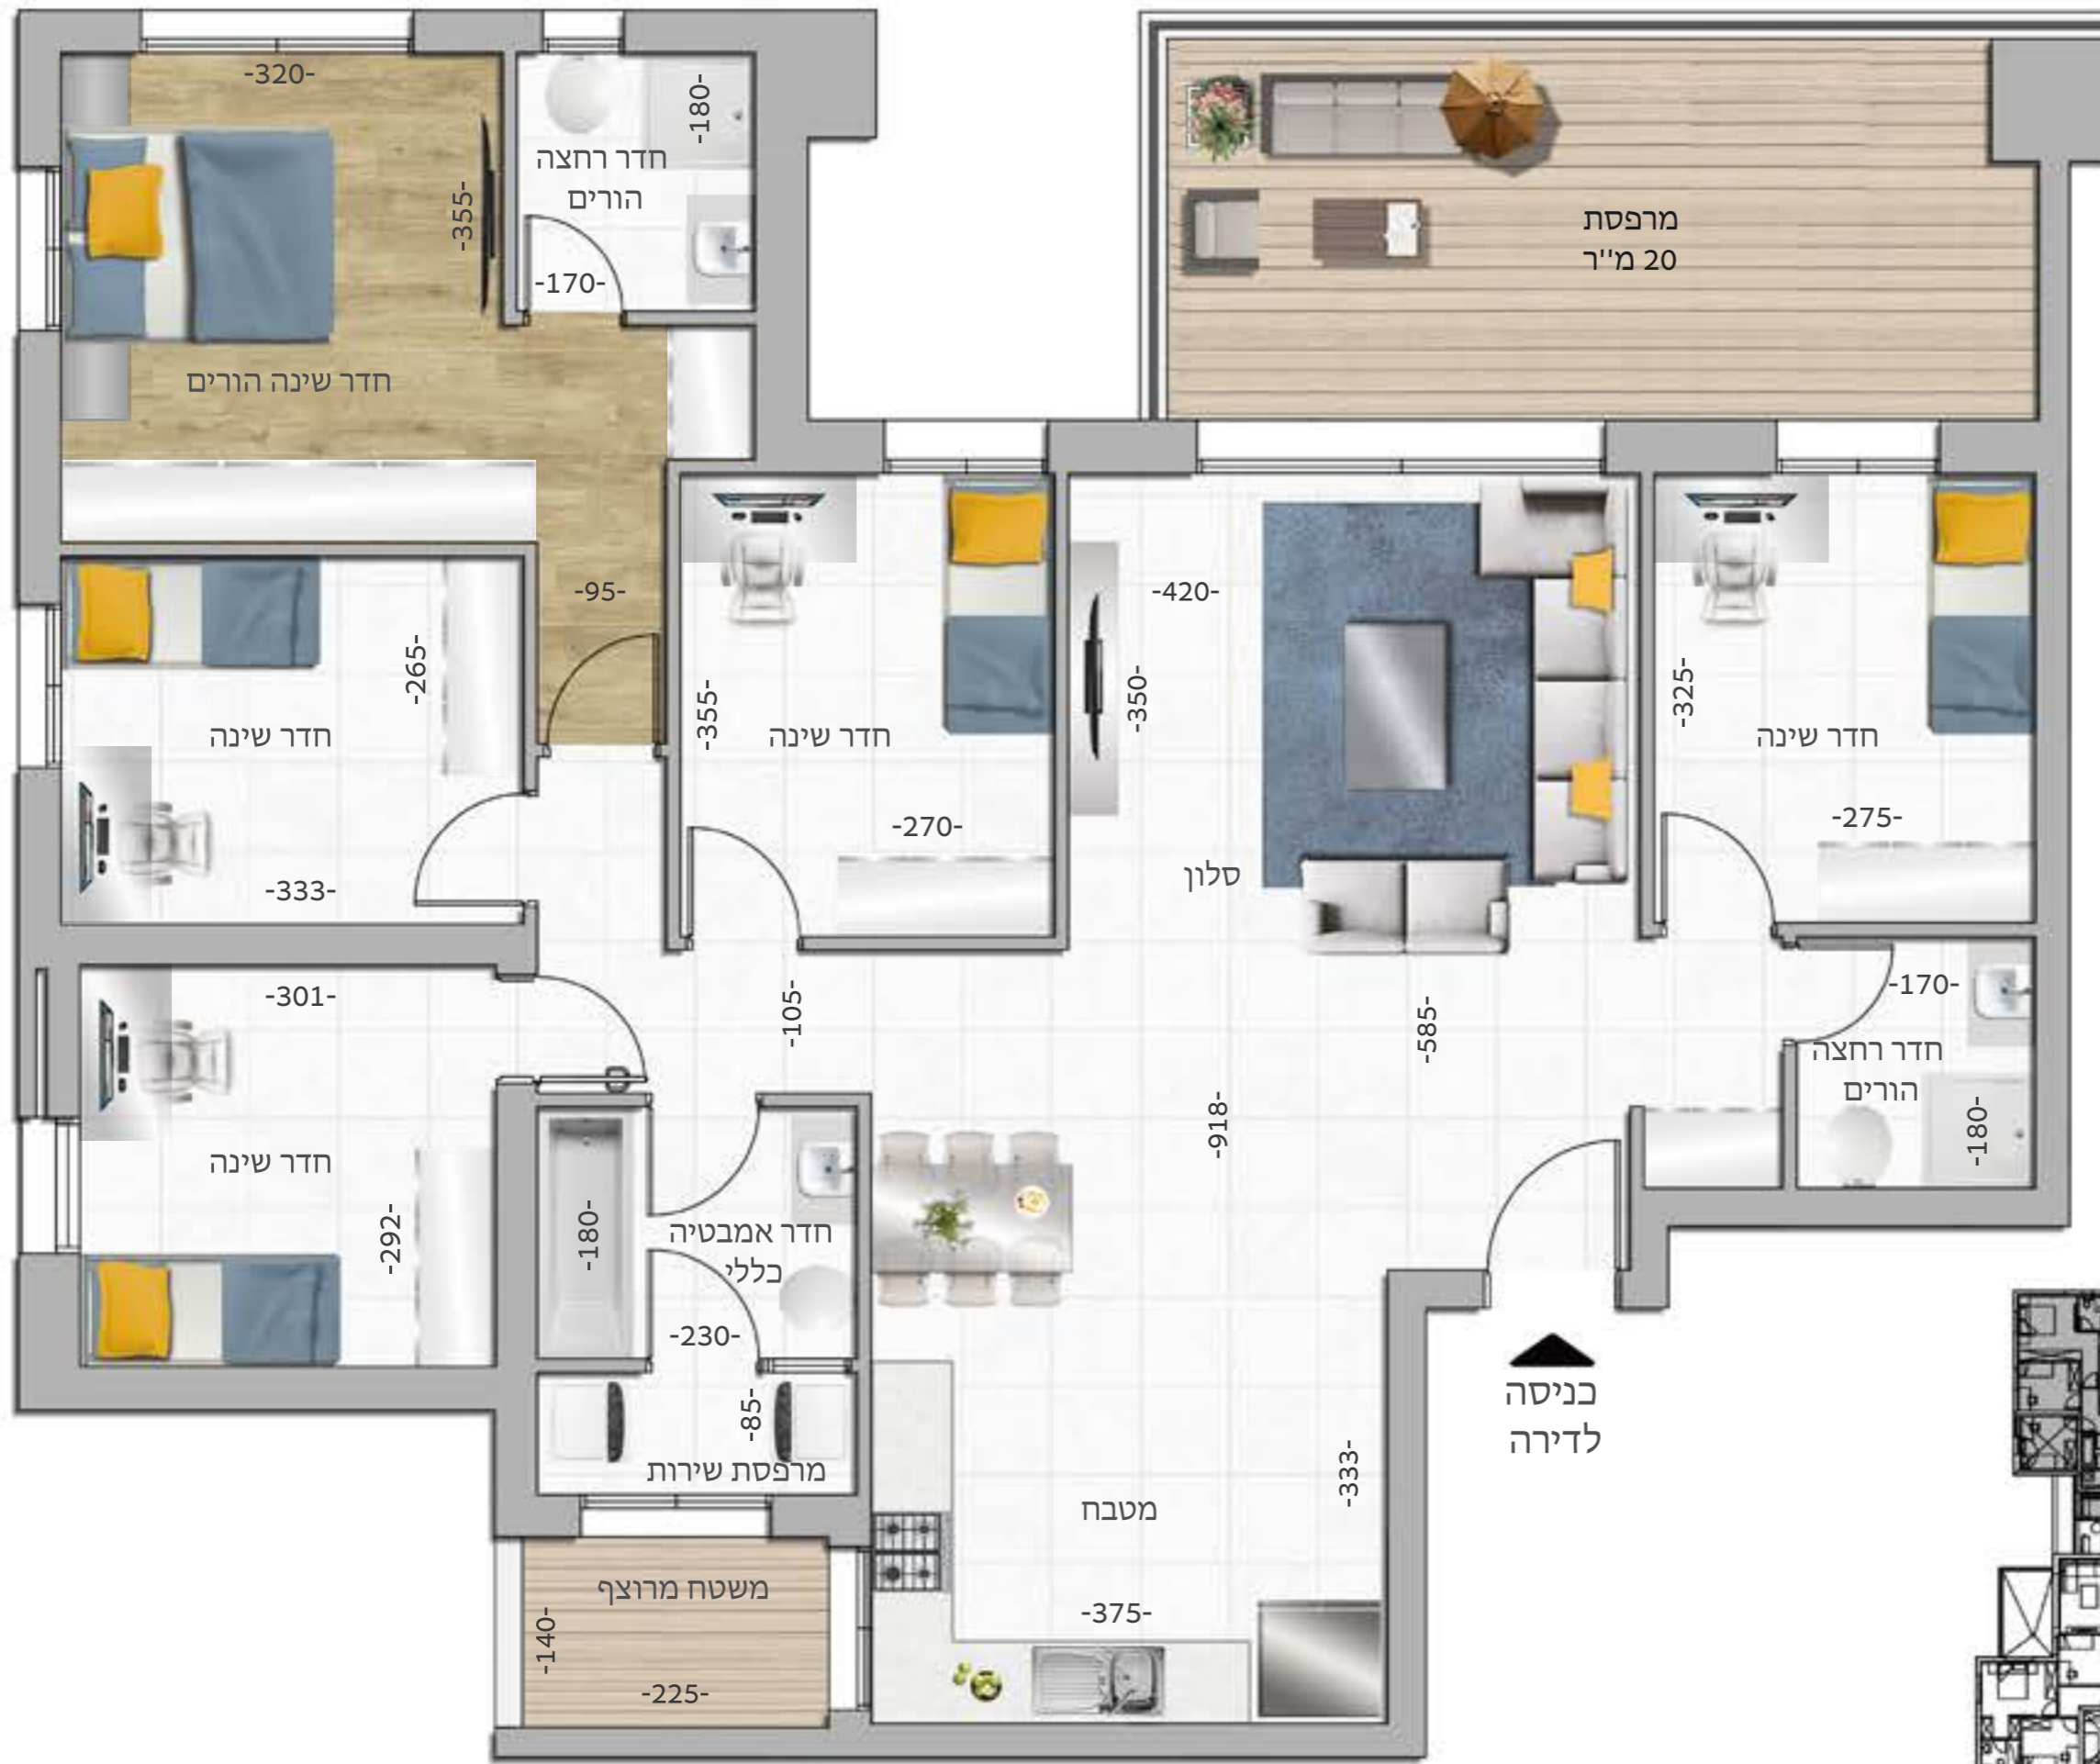 -320-
-180-
חדר רחצה
הורים
-355-
-170-
מרפסת
20 מ''ר
חדר שינה הורים
-95-
-420-
-265-
-355-
-350-
-325-
חדר שינה
חדר שינה
חדר שינה
-270-
-275-
סלון
-333-
-301-
-105-
-585-
-170-
חדר רחצה
הורים
-180-
-918-
חדר שינה
-292-
-180-
חדר אמבטיה
כללי
-230-
-85-
מרפסת שירות
כניסה
לדירה
-333-
מטבח
משטח מרוצף
-140-
-375-
-225-